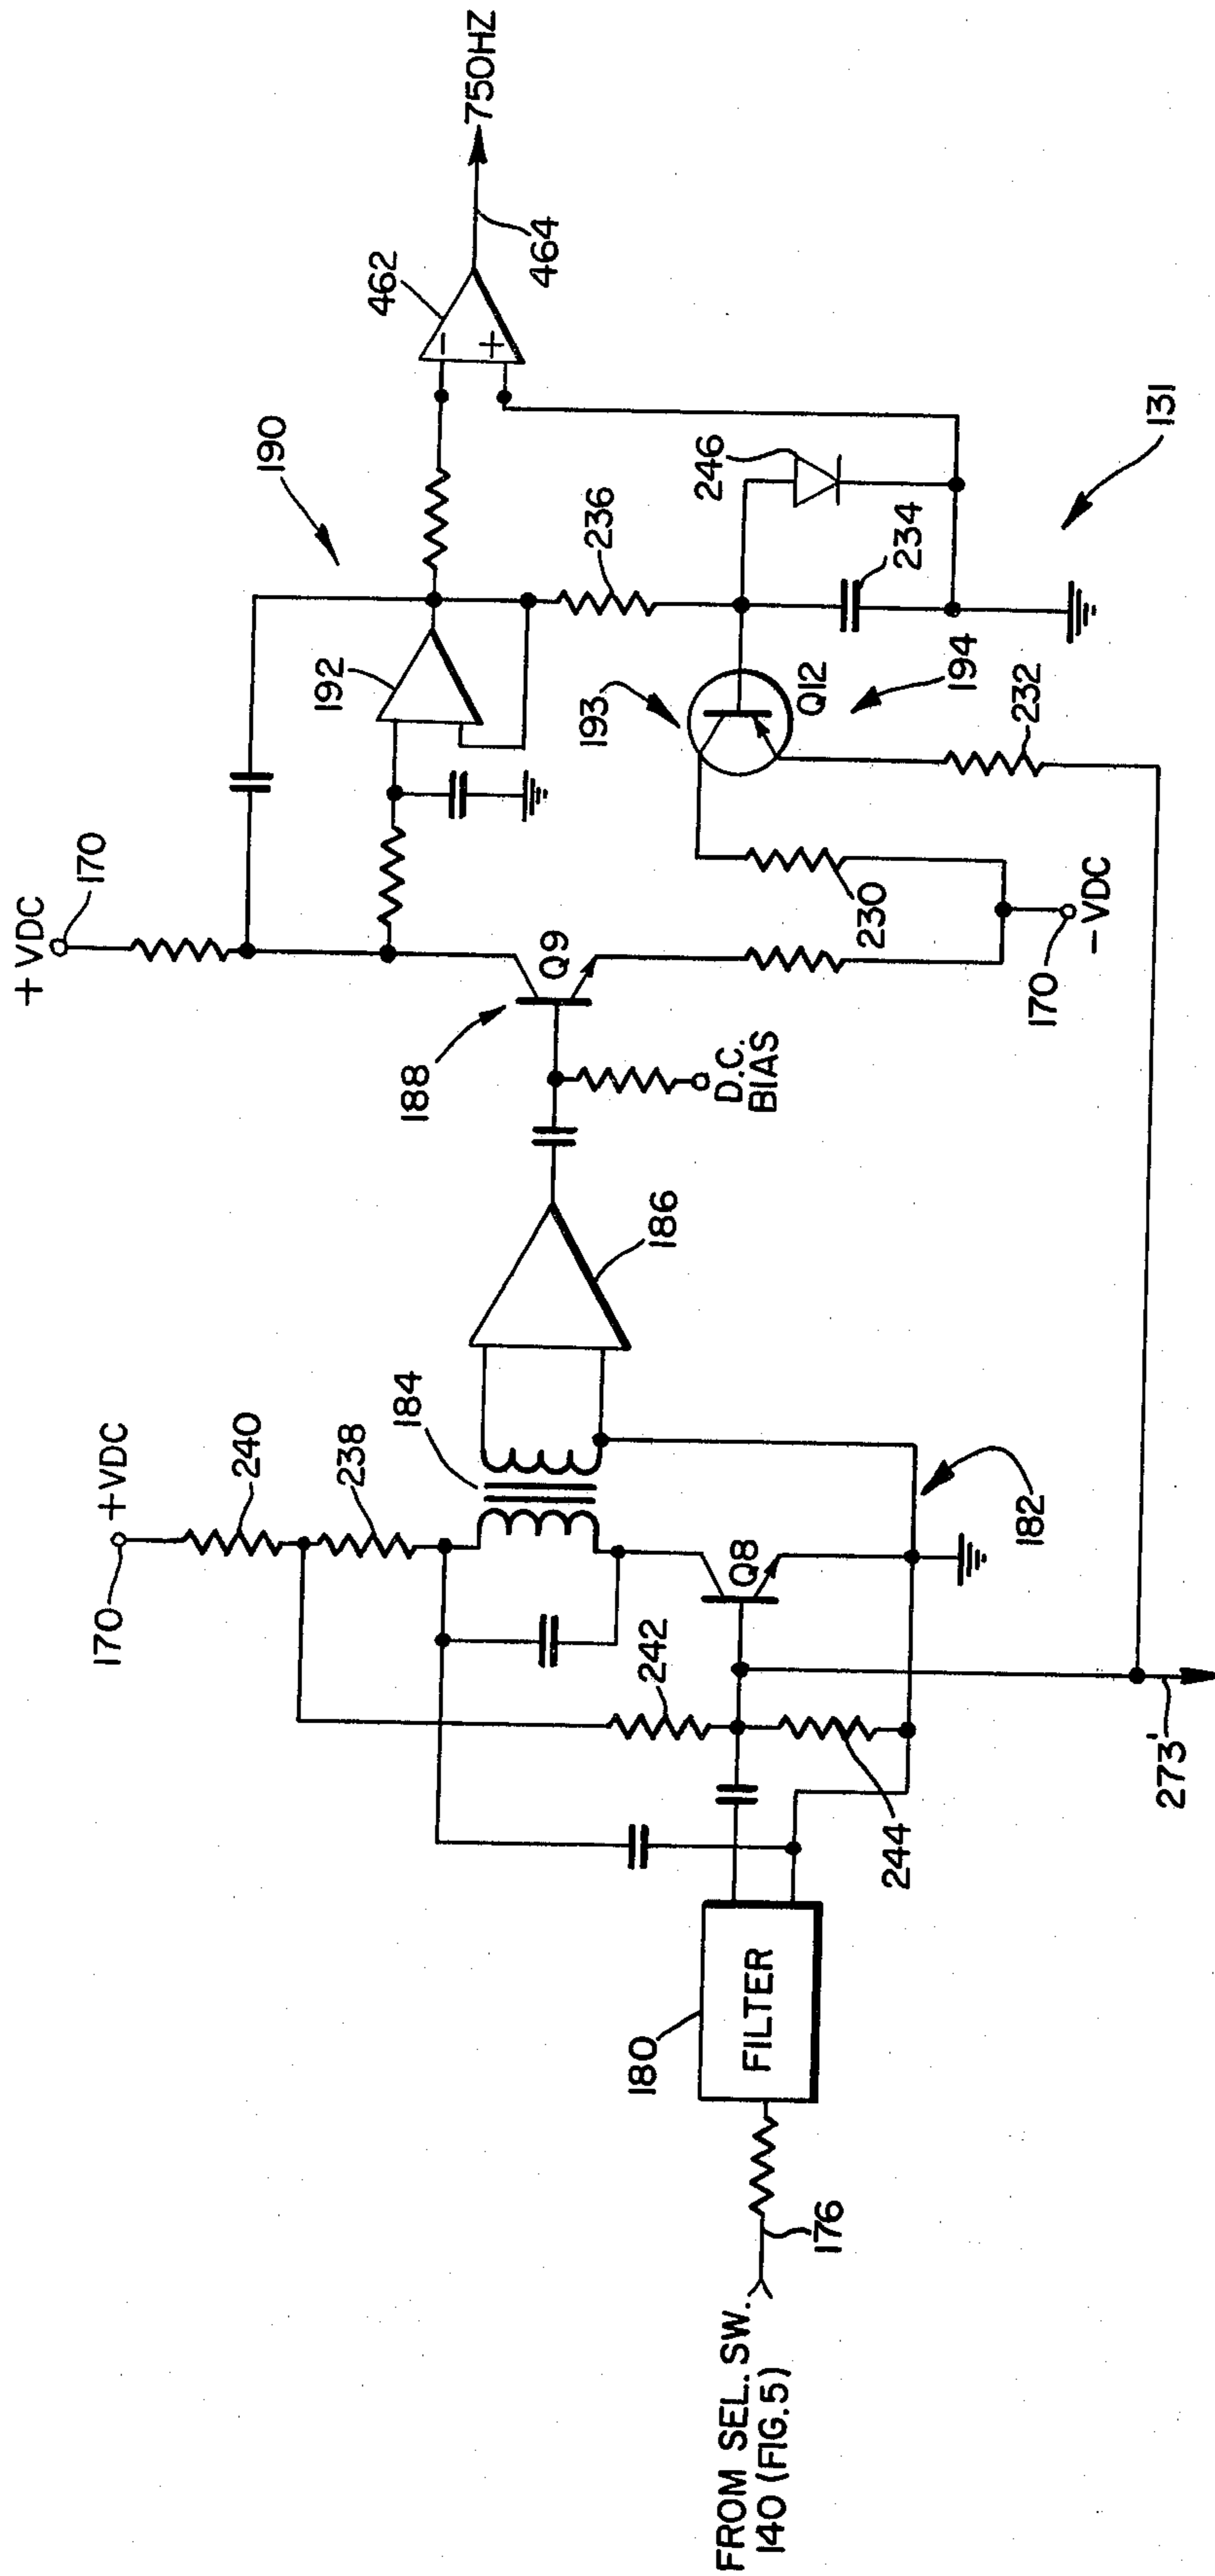 FROM SEL. SW.
140 (FIG.5)
176
180
FILTER
170
+VDC
240
238
184
242
Q8
244
273'
182
186
188
Q9
D.C.
BIAS
+VDC
170
170
-VDC
230
190
192
193
Q12
194
232
236
234
246
131
462
-
+
464
750HZ